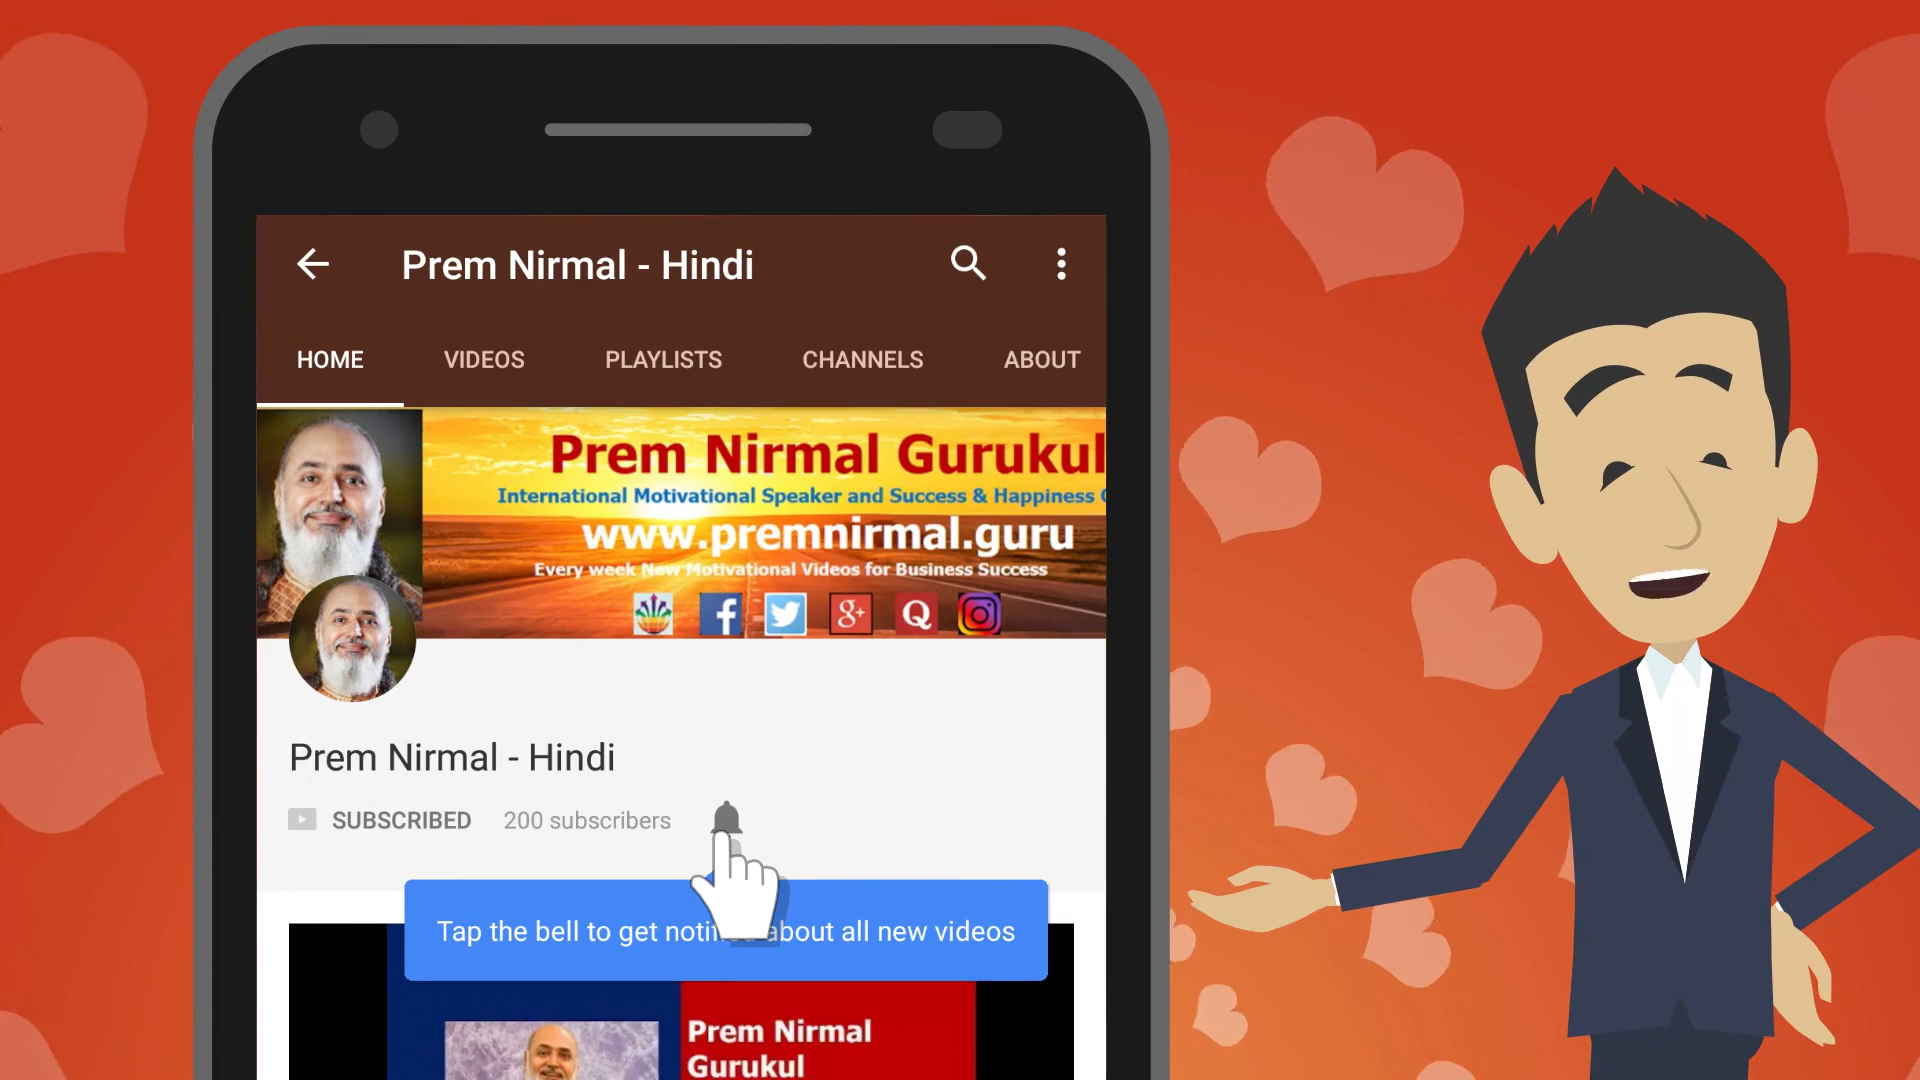 Prem Nirmal - Hindi
HOME VIDEOS PLAYLISTS CHANNELS ABOUT
Prem Nirmal Gurukul
International Motivational Speaker and Success & Happiness
www.premnirmal.guru
Every week New Motivational Videos for Business Success
f g+ Q
Prem Nirmal - Hindi
SUBSCRIBED 200 subscribers
Tap the bell to get about all new videos
Prem Nirmal
Gurukul